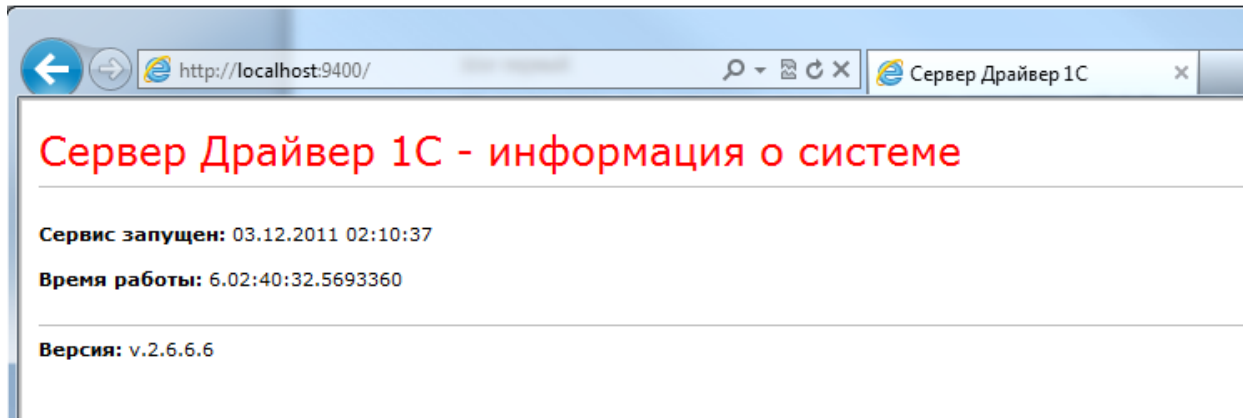 http://localhost:9400/
Сервер Драйвер 1С
Сервер Драйвер 1С - информация о системе
Сервис запущен: 03.12.2011 02:10:37
Время работы: 6.02:40:32.5693360
Версия: v.2.6.6.6